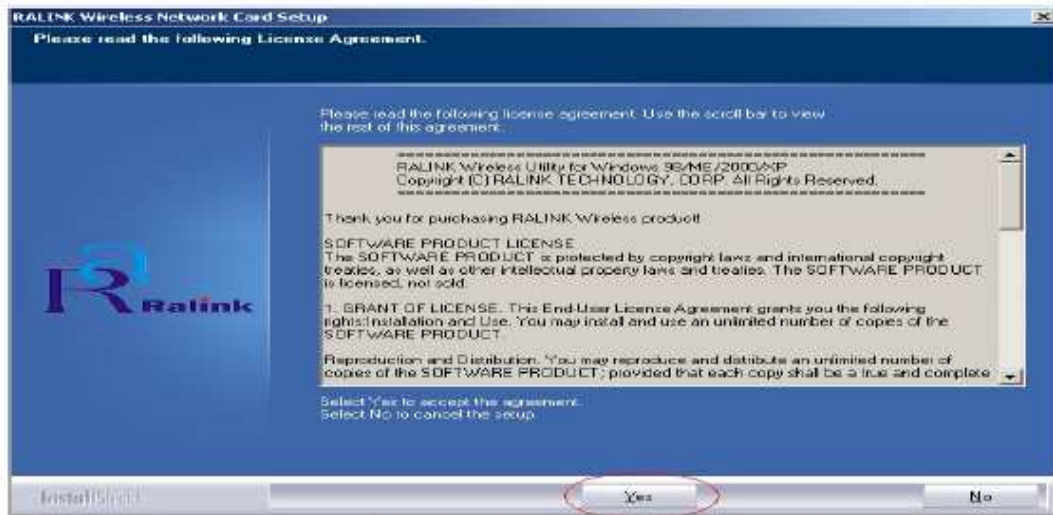 RALINK Wireless Network Card Setup
Please read the following License Agreement.
Please read the following license agreement. Use the scroll bar to view
the rest of this agreement.
RALINK Wireless Utility for Windows 98/ME/2000/XP
Copyright (C) RALINK TECHNOLOGY, CORP. All Rights Reserved.
Thank you for purchasing RALINK Wireless product!
SOFTWARE PRODUCT LICENSE
The SOFTWARE PRODUCT is protected by copyright laws and international copyright
treaties, as well as other intellectual property laws and treaties. The SOFTWARE PRODUCT
is licensed, not sold.
1. GRANT OF LICENSE. This End-User License Agreement grants you the following
rights:Installation and Use. You may install and use an unlimited number of copies of the
SOFTWARE PRODUCT.
Reproduction and Distribution. You may reproduce and distribute an unlimited number of
copies of the SOFTWARE PRODUCT; provided that each copy shall be a true and complete
Ralink
Select Yes to accept the agreement.
Select No to cancel the setup.
InstallShield
Yes
No